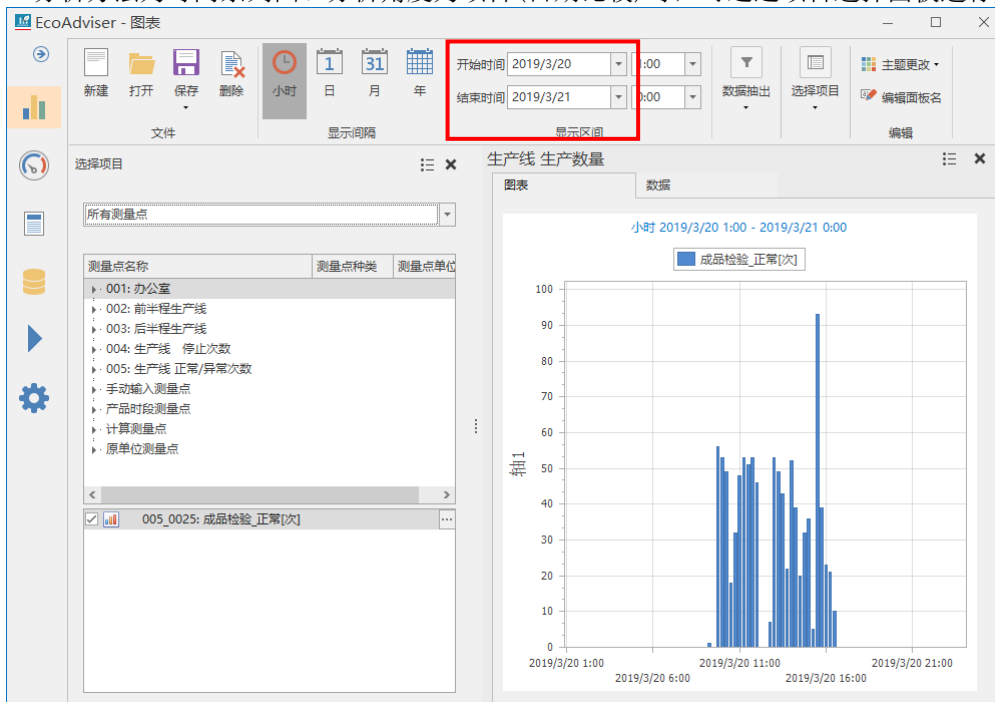 EcoAdviser - 图表
新建 打开 保存 删除
文件
小时 日 月 年
显示间隔
开始时间 2019/3/20 1:00
结束时间 2019/3/21 0:00
显示区间
数据抽出 选择项目
主题更改
编辑面板名
编辑
选择项目
所有测量点
测量点名称 测量点种类 测量点单位
001: 办公室
002: 前半程生产线
003: 后半程生产线
004: 生产线 停止次数
005: 生产线 正常/异常次数
手动输入测量点
产品时段测量点
计算测量点
原单位测量点
005_0025: 成品检验_正常[次]
生产线 生产数量
图表 数据
小时 2019/3/20 1:00 - 2019/3/21 0:00
成品检验_正常[次]
轴1
100
90
80
70
60
50
40
30
20
10
0
2019/3/20 1:00 2019/3/20 11:00 2019/3/20 21:00
2019/3/20 6:00 2019/3/20 16:00